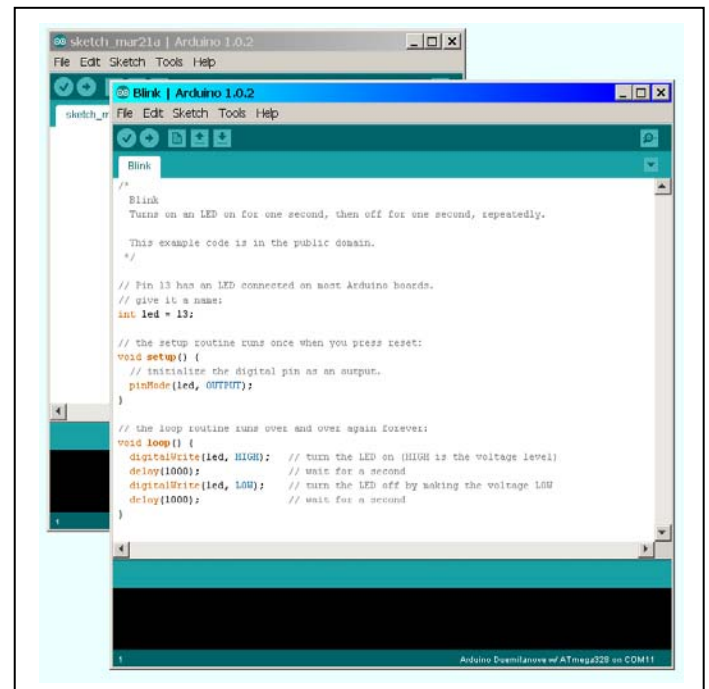 sketch_mar21a | Arduino 1.0.2
File Edit Sketch Tools Help
sketch_m
Blink | Arduino 1.0.2
File Edit Sketch Tools Help
Blink
/*
Blink
Turns on an LED on for one second, then off for one second, repeatedly.
This example code is in the public domain.
*/
// Pin 13 has an LED connected on most Arduino boards.
// give it a name:
int led = 13;
// the setup routine runs once when you press reset:
void setup() {
// initialize the digital pin as an output.
pinMode(led, OUTPUT);
}
// the loop routine runs over and over again forever:
void loop() {
digitalWrite(led, HIGH); // turn the LED on (HIGH is the voltage level)
delay(1000); // wait for a second
digitalWrite(led, LOW); // turn the LED off by making the voltage LOW
delay(1000); // wait for a second
}
1
1
Arduino Duemilanove w/ ATmega328 on COM11